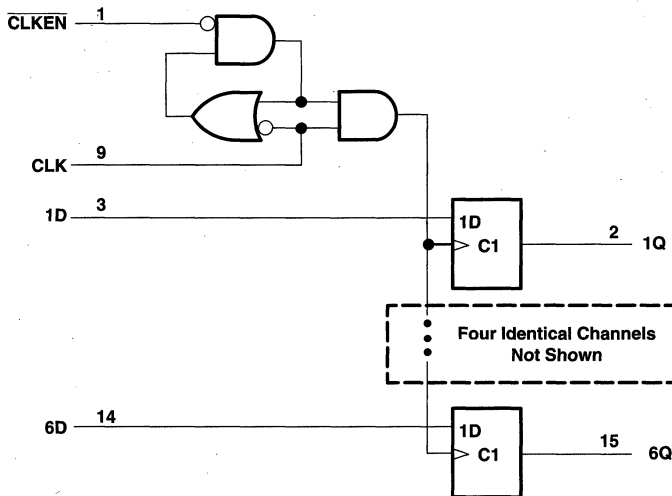 CLKEN 1
CLK 9
1D 3
1D
C1
2 1Q
Four Identical Channels
Not Shown
6D 14
1D
C1
15 6Q